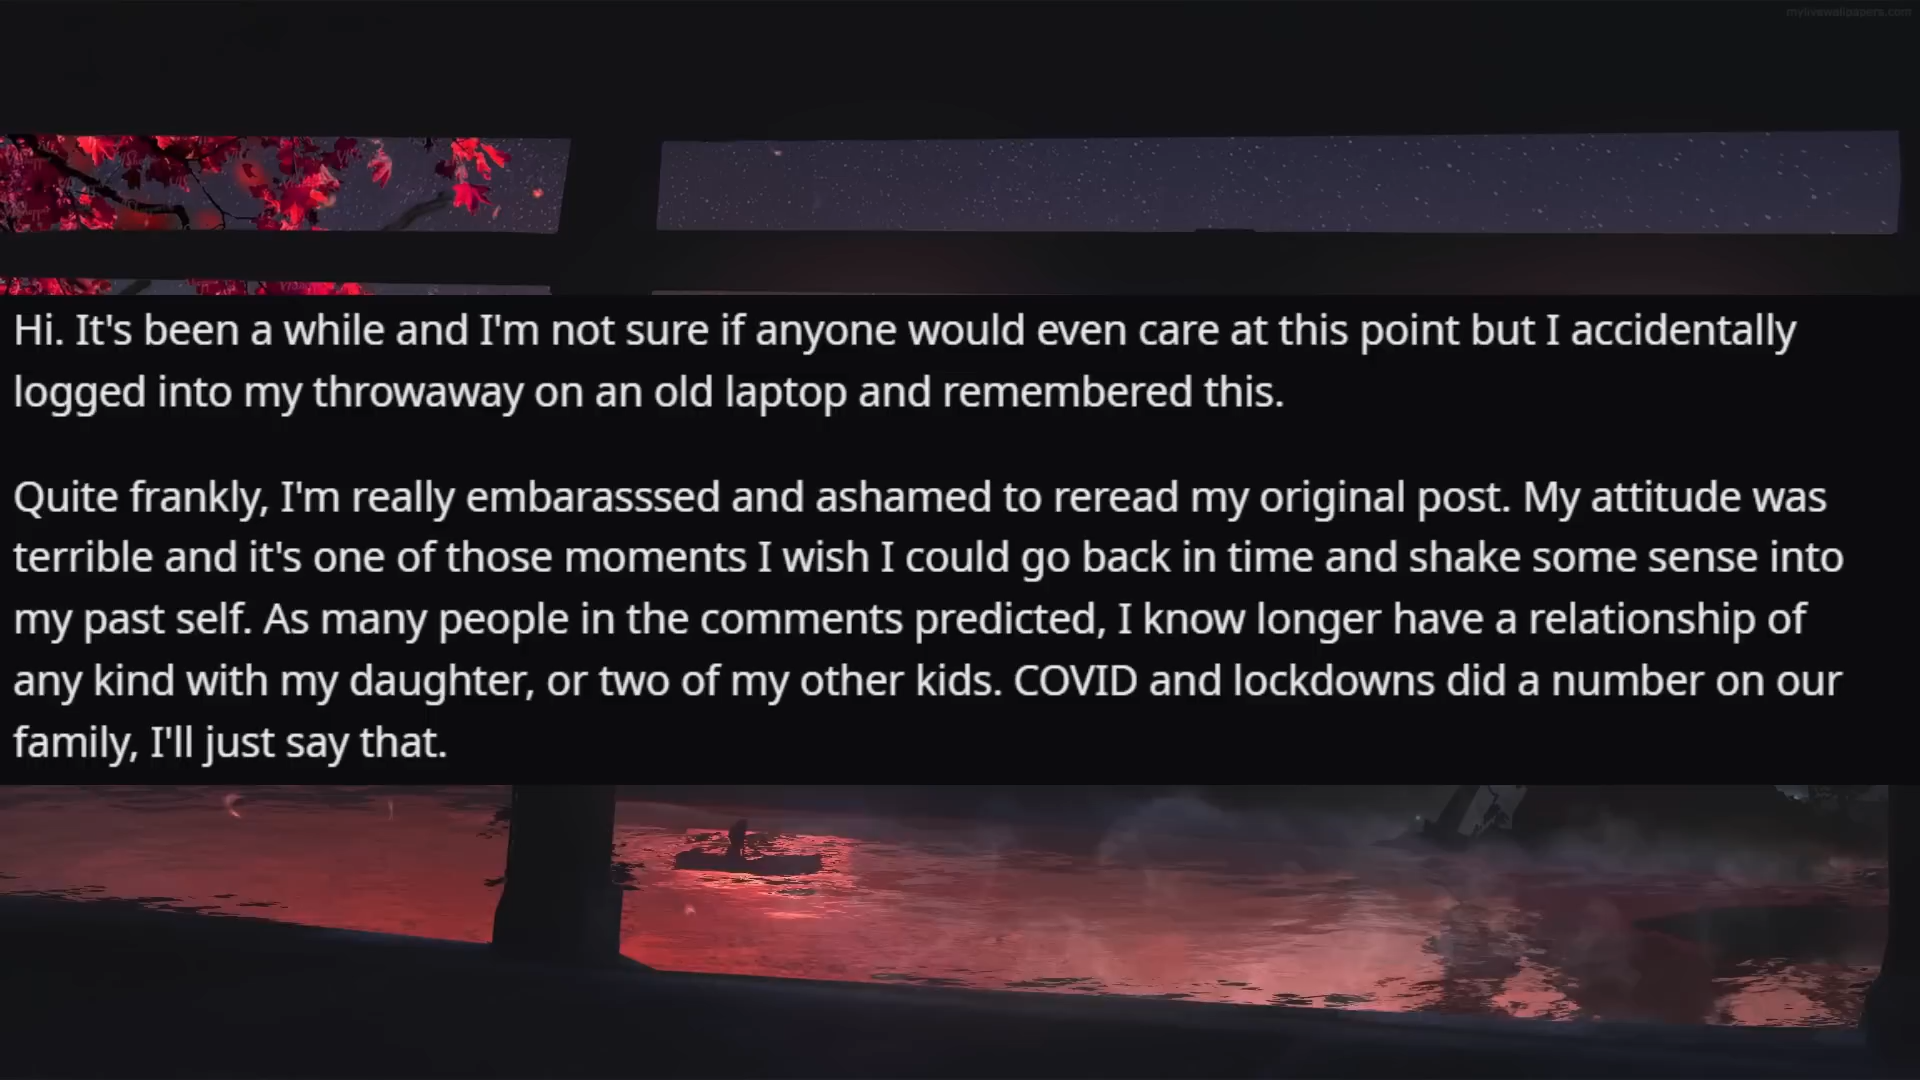 mylivewallpapers.com
Hi. It's been a while and I'm not sure if anyone would even care at this point but I accidentally
logged into my throwaway on an old laptop and remembered this.
Quite frankly, I'm really embarasssed and ashamed to reread my original post. My attitude was
terrible and it's one of those moments I wish I could go back in time and shake some sense into
my past self. As many people in the comments predicted, I know longer have a relationship of
any kind with my daughter, or two of my other kids. COVID and lockdowns did a number on our
family, I'll just say that.